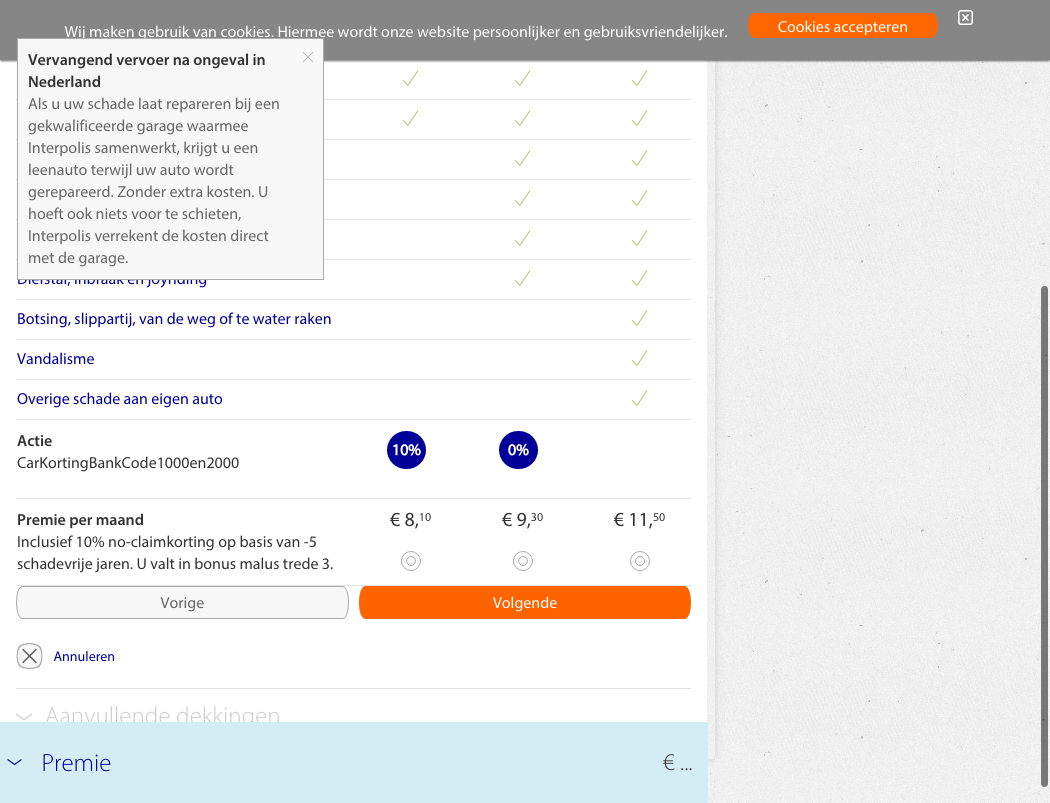 Wij maken gebruik van cookies. Hiermee wordt onze website persoonlijker en gebruiksvriendelijker.
Cookies accepteren
Vervangend vervoer na ongeval in
Nederland
Als u uw schade laat repareren bij een
gekwalificeerde garage waarmee
Interpolis samenwerkt, krijgt u een
leenauto terwijl uw auto wordt
gerepareerd. Zonder extra kosten. U
hoeft ook niets voor te schieten,
Interpolis verrekent de kosten direct
met de garage.
Diefstal, inbraak en joyriding
Botsing, slippartij, van de weg of te water raken
Vandalisme
Overige schade aan eigen auto
Actie
CarKortingBankCode1000en2000
10%
0%
Premie per maand
€ 8,10
€ 9,30
€ 11,50
Inclusief 10% no-claimkorting op basis van -5
schadevrije jaren. U valt in bonus malus trede 3.
Vorige
Volgende
Annuleren
Aanvullende dekkingen
Premie
€ ...